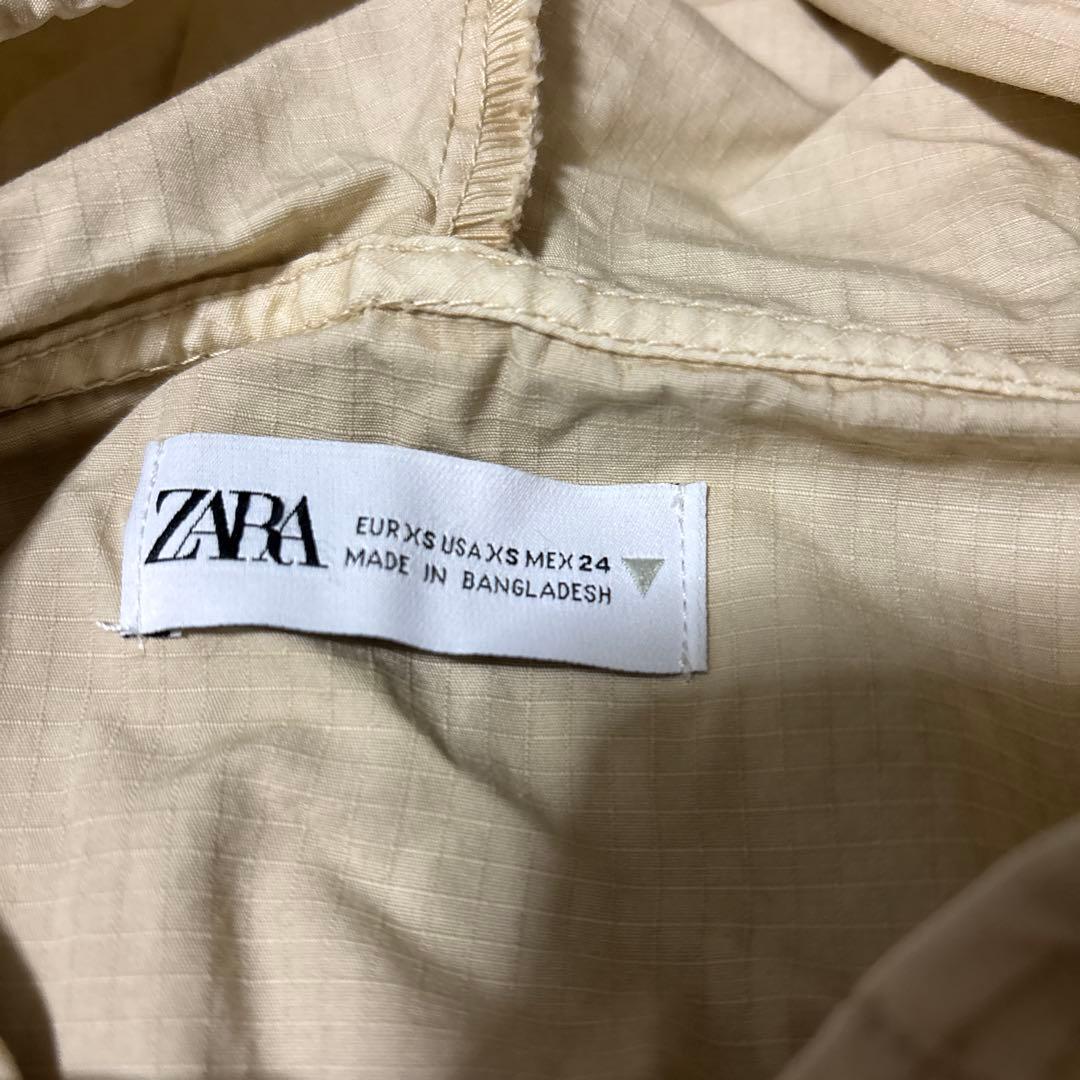 ZARA
EUR XS USA XS MEX 24
MADE IN BANGLADESH